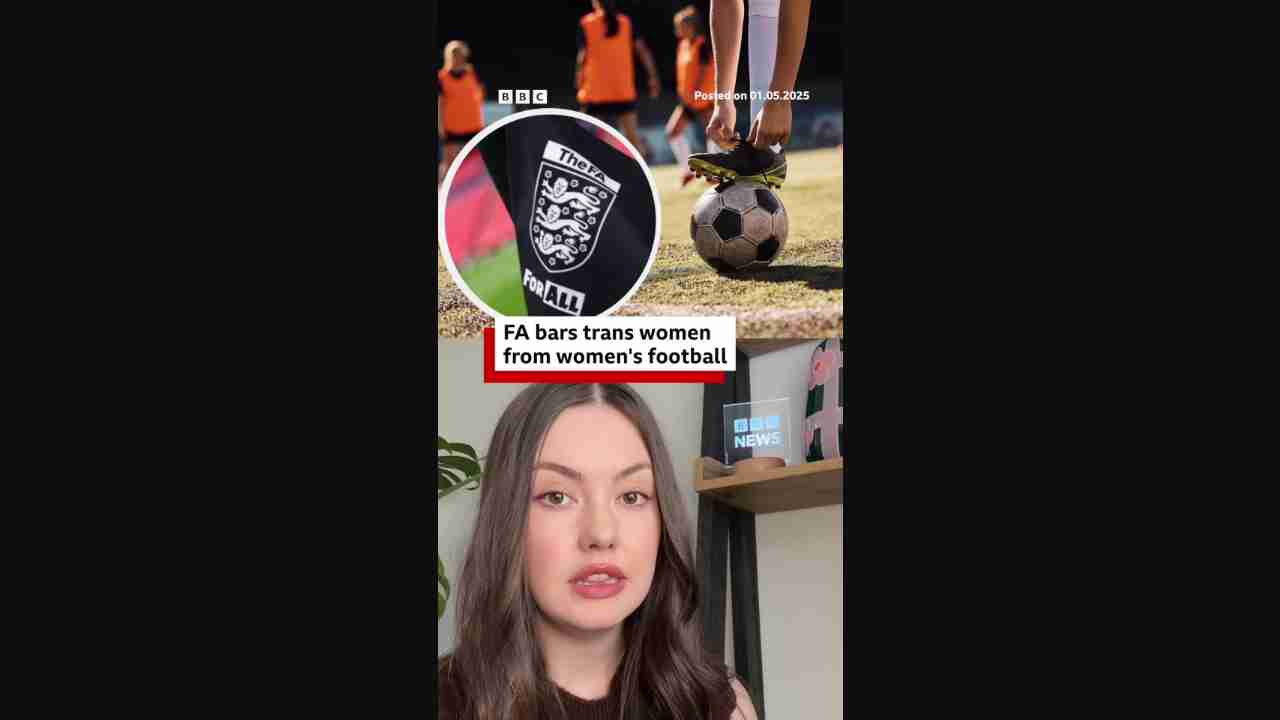 BBC
Posted on 01.05.2025
The FA
FOR ALL
FA bars trans women
from women's football
BBC
NEWS